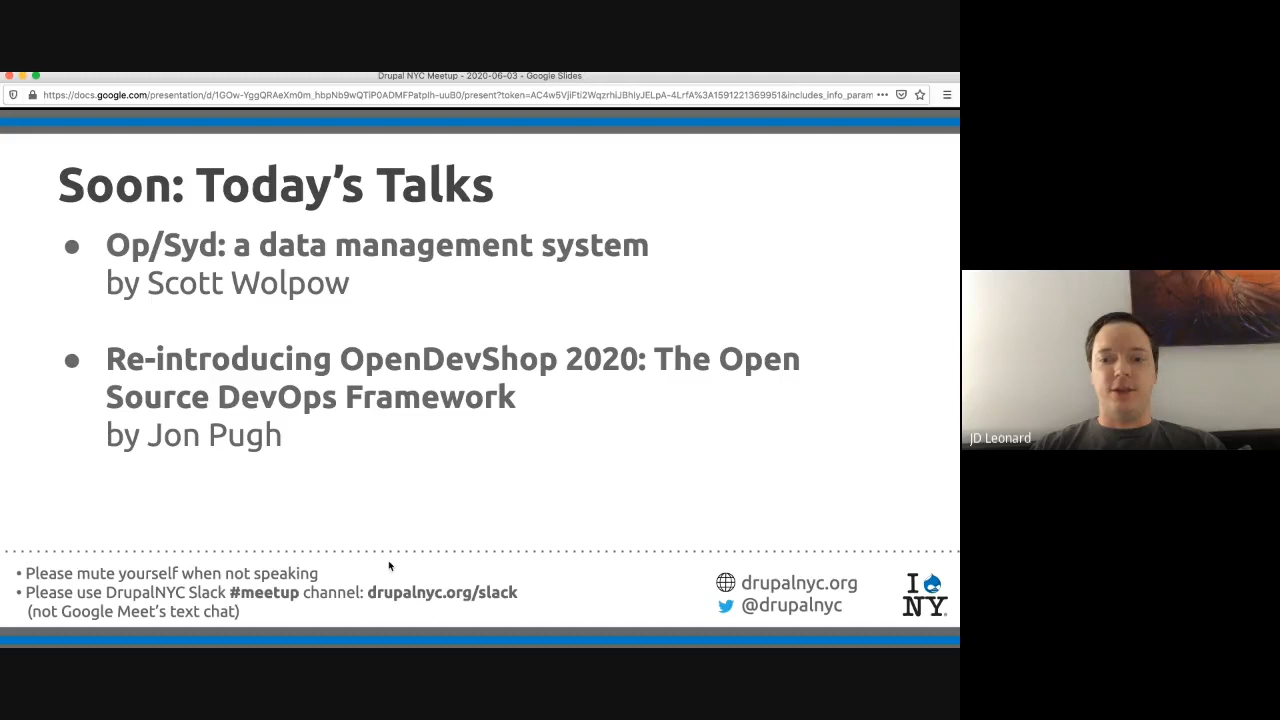 Drupal NYC Meetup - 2020-06-03 - Google Slides
Soon: Today's Talks
● Op/Syd: a data management system
by Scott Wolpow
● Re-introducing OpenDevShop 2020: The Open
Source DevOps Framework
by Jon Pugh
JD Leonard
• Please mute yourself when not speaking
• Please use DrupalNYC Slack #meetup channel: drupalnyc.org/slack
(not Google Meet's text chat)
drupalnyc.org
@drupalnyc
I
NY